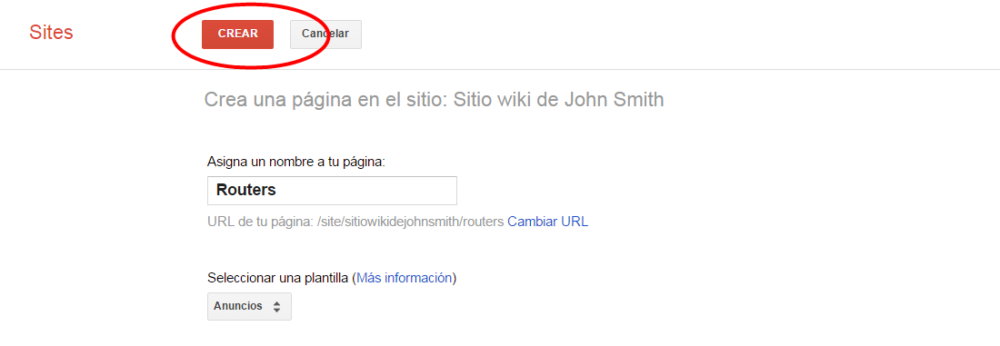 Sites
CREAR
Cancelar
Crea una página en el sitio: Sitio wiki de John Smith
Asigna un nombre a tu página:
Routers
URL de tu página: /site/sitiowikidejohnsmith/routers Cambiar URL
Seleccionar una plantilla (Más información)
Anuncios